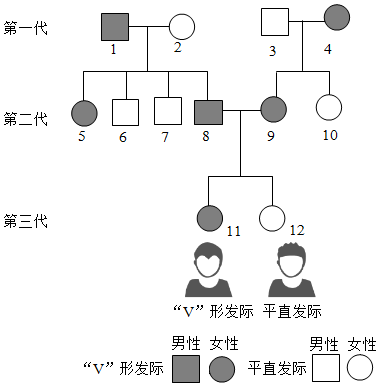 第一代
1 2 3 4
第二代
5 6 7 8 9 10
第三代
11 12
“V”形发际 平直发际
男性 女性 男性 女性
“V”形发际 平直发际